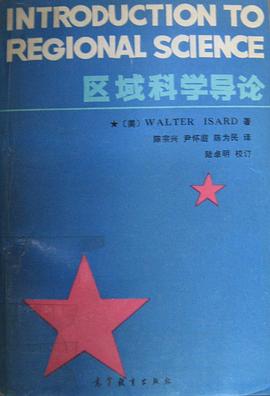 INTRODUCTION TO
REGIONAL SCIENCE
区域科学导论
★〔美〕WALTER ISARD 著
陈宗兴 尹怀庭 陈为民 译
陆卓明 校订
高等教育出版社